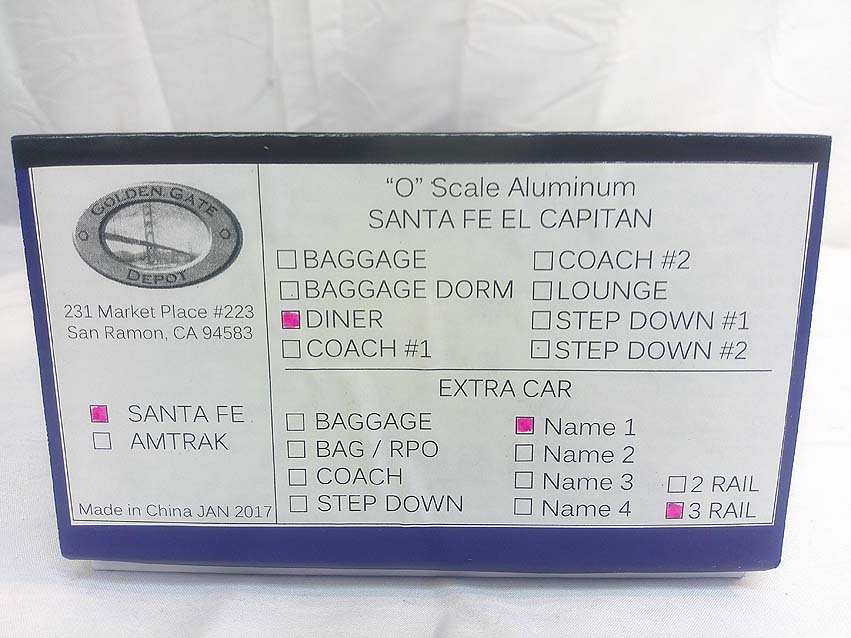 GOLDEN GATE
DEPOT
231 Market Place #223
San Ramon, CA 94583
SANTA FE
AMTRAK
Made in China JAN 2017
"O" Scale Aluminum
SANTA FE EL CAPITAN
BAGGAGE
BAGGAGE DORM
DINER
COACH #1
COACH #2
LOUNGE
STEP DOWN #1
STEP DOWN #2
EXTRA CAR
BAGGAGE
BAG / RPO
COACH
STEP DOWN
Name 1
Name 2
Name 3
Name 4
2 RAIL
3 RAIL